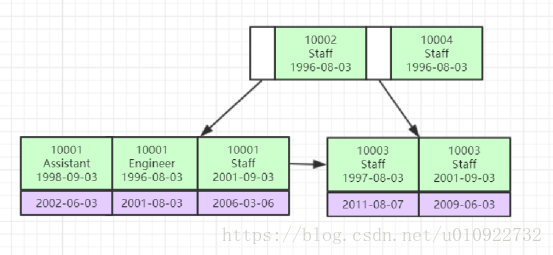 10002
Staff
1996-08-03
10004
Staff
1996-08-03
10001
Assistant
1998-09-03
10001
Engineer
1996-08-03
10001
Staff
2001-09-03
10003
Staff
1997-08-03
10003
Staff
2001-09-03
2002-06-03
2001-08-03
2006-03-06
2011-08-07
2009-06-03
https://blog.csdn.net/u010922732